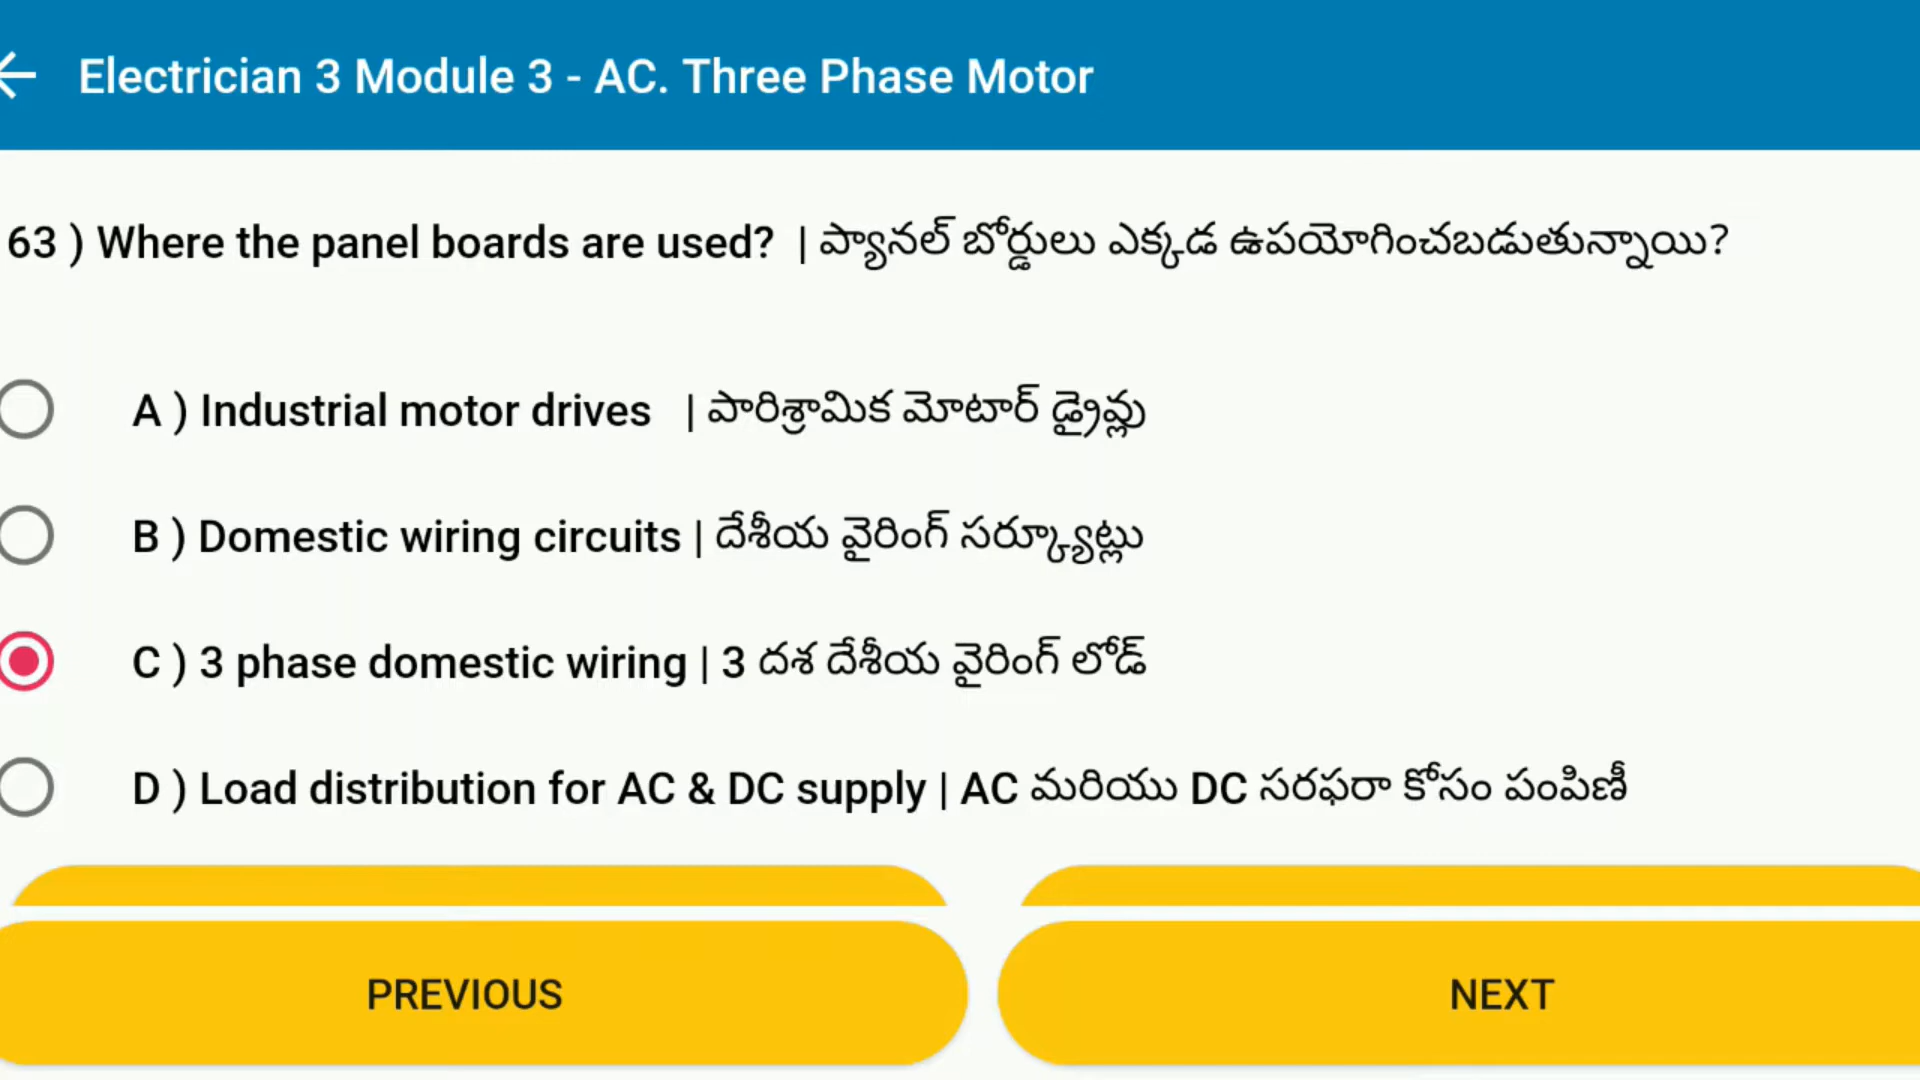 Electrician 3 Module 3 - AC. Three Phase Motor
63 ) Where the panel boards are used? | ప్యానల్ బోర్డులు ఎక్కడ ఉపయోగించబడుతున్నాయి?
A ) Industrial motor drives | పారిశ్రామిక మోటార్ డ్రైవ్లు
B ) Domestic wiring circuits | దేశీయ వైరింగ్ సర్క్యూట్లు
C ) 3 phase domestic wiring | 3 దశ దేశీయ వైరింగ్ లోడ్
D ) Load distribution for AC & DC supply | AC మరియు DC సరఫరా కోసం పంపిణీ
PREVIOUS
NEXT